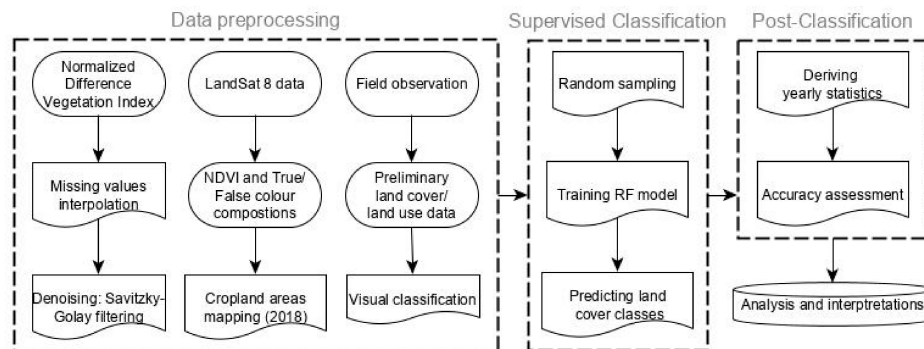 Data preprocessing
Normalized
Difference
Vegetation Index
LandSat 8 data
Field observation
Missing values
interpolation
NDVI and True/
False colour
compostions
Preliminary
land cover/
land use data
Denoising: Savitzky-
Golay filtering
Cropland areas
mapping (2018)
Visual classification
Supervised Classification
Random sampling
Training RF model
Predicting land
cover classes
Post-Classification
Deriving
yearly statistics
Accuracy assessment
Analysis and interptretations